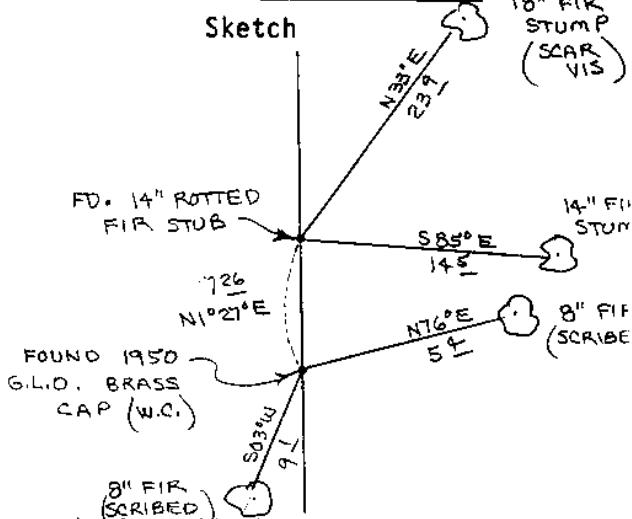 Sketch
18" FIR
STUMP
(SCAR
VIS)
N33°E
23 9
FD. 14" ROTTED
FIR STUB
14" FI
STUM
S85°E
14 5
726
N1°27'E
N76°E
5 4
8" FIR
(SCRIBE
FOUND 1950
G.L.O. BRASS
CAP (W.C.)
S03°W
9 1
8" FIR
(SCRIBED)